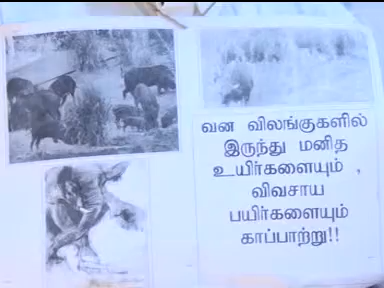 வன விலங்குகளில்
இருந்து மனித
உயிர்களையும் ,
விவசாய
பயிர்களையும்
காப்பாற்று!!